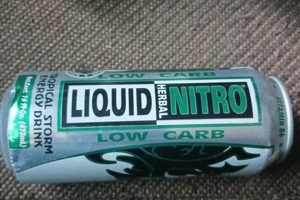 LOW CARB
LIQUID HERBAL NITRO®
LOW CARB
TROPICAL STORM
ENERGY DRINK